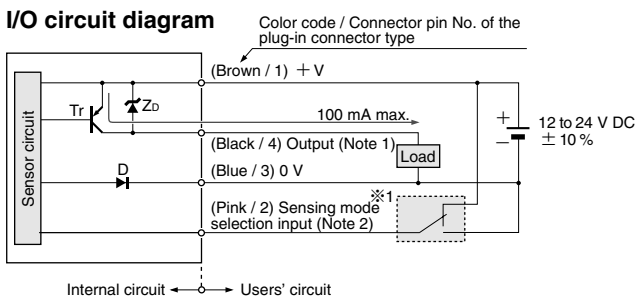 I/O circuit diagram
Color code / Connector pin No. of the
plug-in connector type
(Brown / 1) ＋V
Tr
ZD
100 mA max.
＋
－
12 to 24 V DC
± 10 %
Sensor circuit
(Black / 4) Output (Note 1)
Load
D
(Blue / 3) 0 V
※1
(Pink / 2) Sensing mode
selection input (Note 2)
Internal circuit
Users' circuit